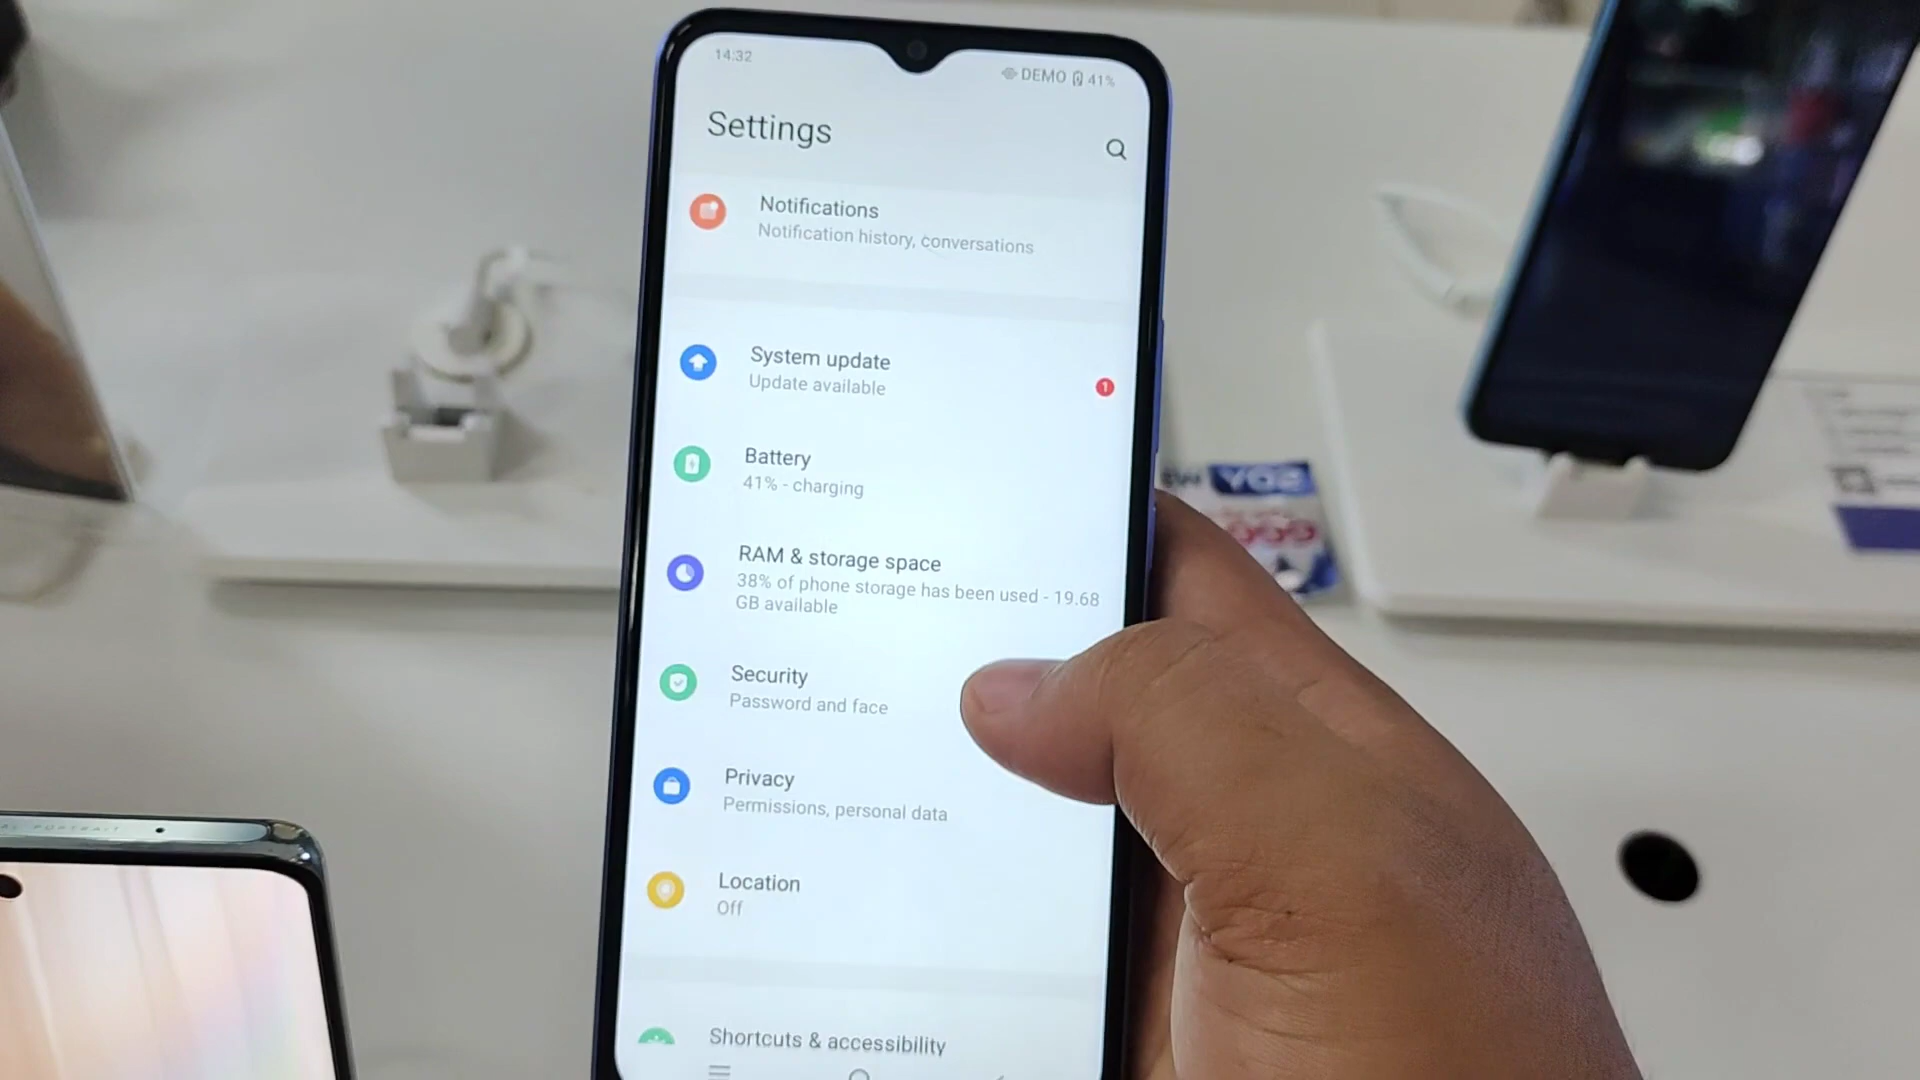 14:32
DEMO 41%
Settings
Notifications
Notification history, conversations
System update
Update available
1
Battery
41% - charging
RAM & storage space
38% of phone storage has been used - 19.68
GB available
Security
Password and face
Privacy
Permissions, personal data
Location
Off
Shortcuts & accessibility
PORTRAIT